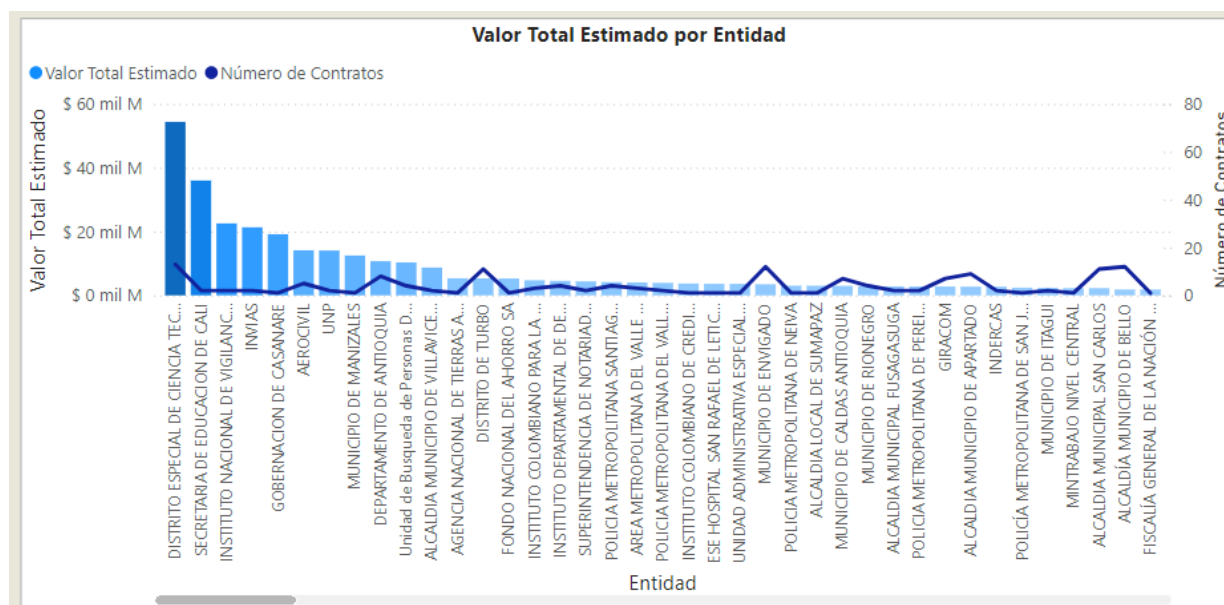 Valor Total Estimado por Entidad
Valor Total Estimado Número de Contratos
Valor Total Estimado
$ 60 mil M
$ 40 mil M
$ 20 mil M
$ 0 mil M
80
60
40
20
0
Número de Contratos
DISTRITO ESPECIAL DE CIENCIA TEC...
SECRETARIA DE EDUCACION DE CALI
INSTITUTO NACIONAL DE VIGILANC...
INVIAS
GOBERNACION DE CASANARE
AEROCIVIL
UNP
MUNICIPIO DE MANIZALES
DEPARTAMENTO DE ANTIOQUIA
Unidad de Busqueda de Personas D...
ALCALDIA MUNICIPIO DE VILLAVICE...
AGENCIA NACIONAL DE TIERRAS A...
DISTRITO DE TURBO
FONDO NACIONAL DEL AHORRO SA
INSTITUTO COLOMBIANO PARA LA ...
INSTITUTO DEPARTAMENTAL DE DE...
SUPERINTENDENCIA DE NOTARIAD...
POLICIA METROPOLITANA SANTIAG...
AREA METROPOLITANA DEL VALLE ...
POLICIA METROPOLITANA DEL VALL...
INSTITUTO COLOMBIANO DE CREDI...
ESE HOSPITAL SAN RAFAEL DE LETIC...
UNIDAD ADMINISTRATIVA ESPECIAL...
MUNICIPIO DE ENVIGADO
POLICIA METROPOLITANA DE NEIVA
ALCALDIA LOCAL DE SUMAPAZ
MUNICIPIO DE CALDAS ANTIOQUIA
MUNICIPIO DE RIONEGRO
ALCALDIA MUNICIPAL FUSAGASUGA
POLICIA METROPOLITANA DE PEREI...
GIRACOM
ALCALDIA MUNICIPIO DE APARTADO
INDERCAS
POLICÍA METROPOLITANA DE SAN J...
MUNICIPIO DE ITAGUI
MINTRABAJO NIVEL CENTRAL
ALCALDIA MUNICIPAL SAN CARLOS
ALCALDÍA MUNICIPIO DE BELLO
FISCALÍA GENERAL DE LA NACIÓN ...
Entidad